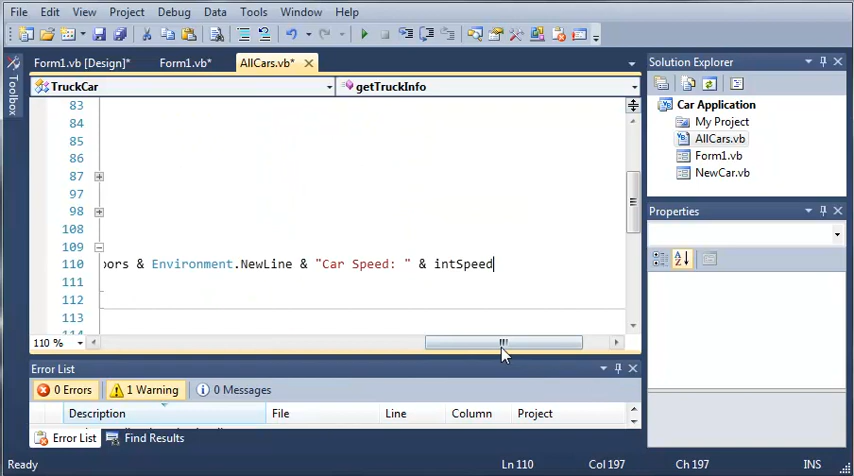 File Edit View Project Debug Data Tools Window Help
Form1.vb [Design]* Form1.vb* AllCars.vb*
Toolbox
TruckCar getTruckInfo
83
84
85
86
87
97
98
108
109
110 oors & Environment.NewLine & "Car Speed: " & intSpeed
111
112
113
114
110 %
Solution Explorer
Car Application
My Project
AllCars.vb
Form1.vb
NewCar.vb
Properties
Error List
0 Errors 1 Warning 0 Messages
Description File Line Column Project
Error List Find Results
Ready Ln 110 Col 197 Ch 197 INS